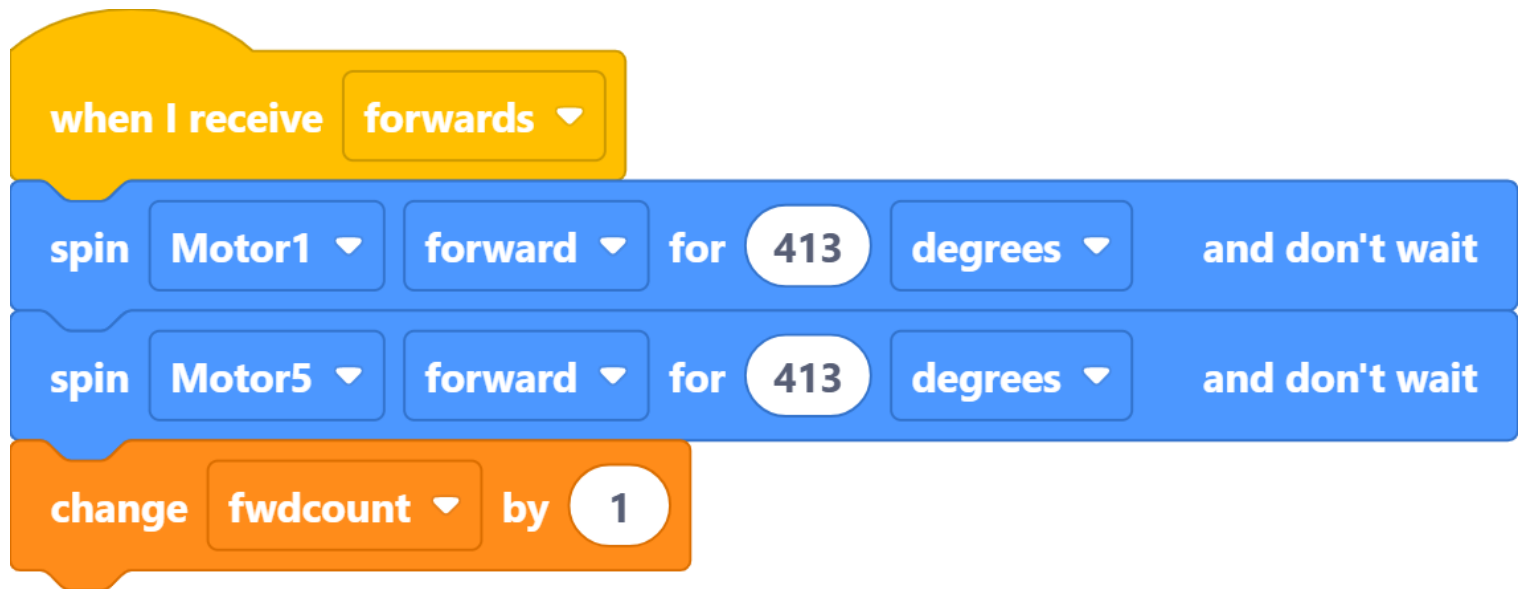 when I receive forwards
spin Motor1 forward for 413 degrees and don't wait
spin Motor5 forward for 413 degrees and don't wait
change fwdcount by 1